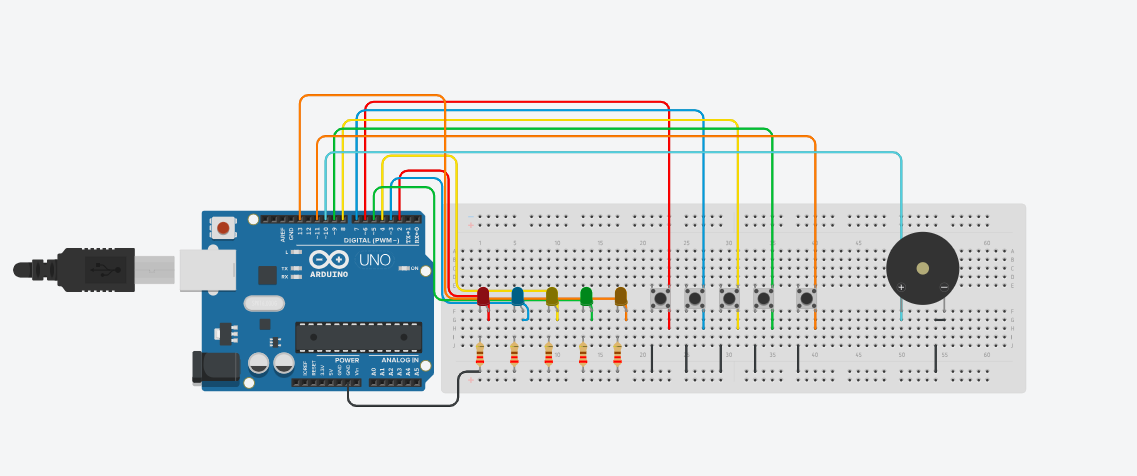 AREF
GND
13
12
~11
~10
~9
8
7
~6
~5
4
~3
2
TX→1
RX←0
DIGITAL (PWM~)
L
TX
RX
ARDUINO
UNO
ON
POWER
ANALOG IN
IOREF
RESET
3.3V
5V
GND
GND
Vin
A0
A1
A2
A3
A4
A5
1
5
10
15
20
25
30
35
40
45
50
55
60
A
B
C
D
E
F
G
H
I
J